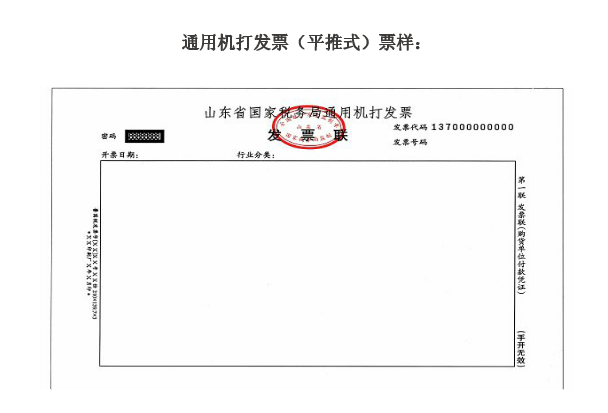 通用机打发票（平推式）票样：
山东省国家税务局通用机打发票
发票联
发票代码 137000000000
密码
发票号码
开票日期：
行业分类：
第一联 发票联(购货单位付款凭证)
(手开无效)